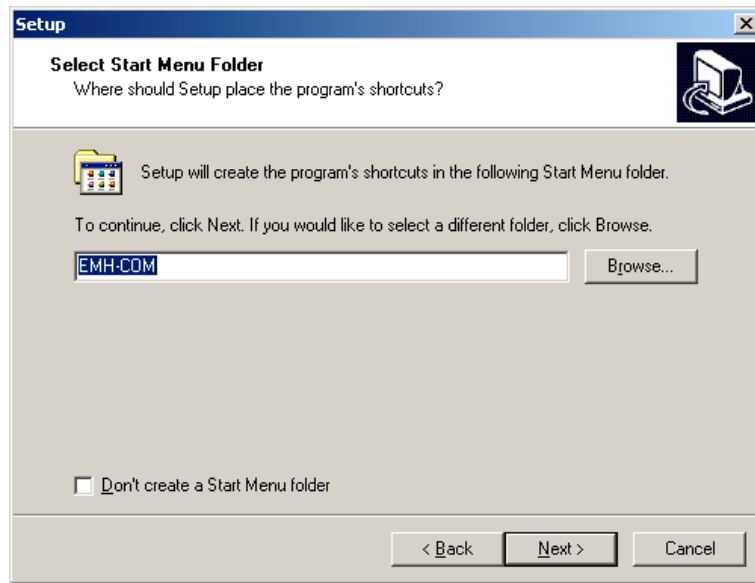 Setup
Select Start Menu Folder
Where should Setup place the program's shortcuts?
Setup will create the program's shortcuts in the following Start Menu folder.
To continue, click Next. If you would like to select a different folder, click Browse.
EMH-COM
Browse...
Don't create a Start Menu folder
< Back
Next >
Cancel